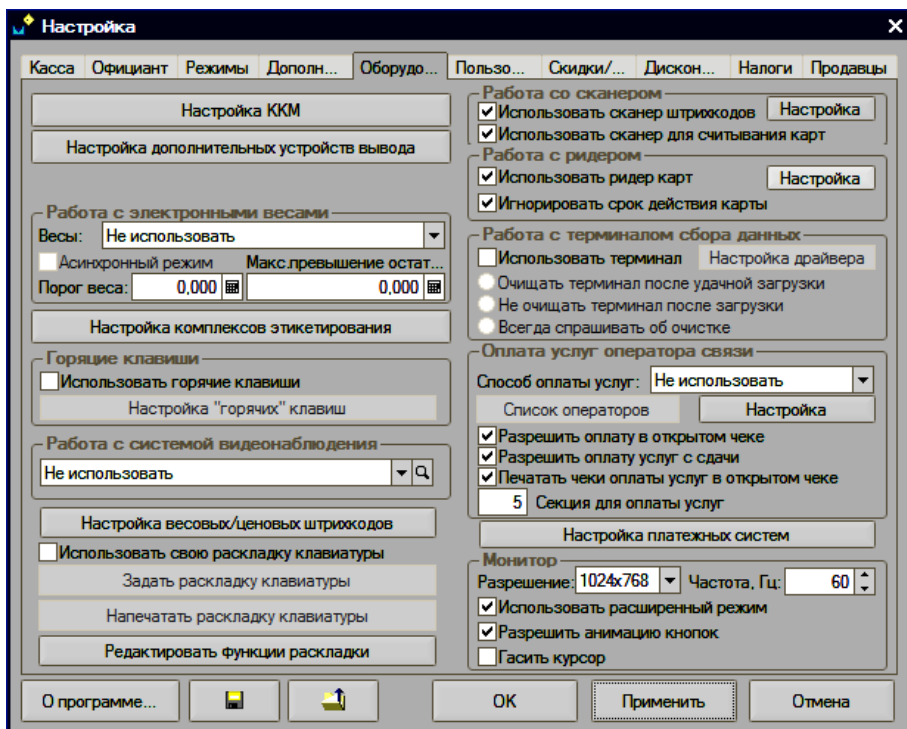 Настройка
Касса Официант Режимы Дополн... Оборудо... Пользо... Скидки/... Дискон... Налоги Продавцы
Настройка ККМ
Настройка дополнительных устройств вывода
Работа с электронными весами
Весы: Не использовать
Асинхронный режим Макс.превышение остат...
Порог веса: 0,000 0,000
Настройка комплексов этикетирования
Горящие клавиши
Использовать горячие клавиши
Настройка "горячих" клавиш
Работа с системой видеонаблюдения
Не использовать
Настройка весовых/ценовых штрихкодов
Использовать свою раскладку клавиатуры
Задать раскладку клавиатуры
Напечатать раскладку клавиатуры
Редактировать функции раскладки
Работа со сканером
Использовать сканер штрихкодов Настройка
Использовать сканер для считывания карт
Работа с ридером
Использовать ридер карт Настройка
Игнорировать срок действия карты
Работа с терминалом сбора данных
Использовать терминал Настройка драйвера
Очищать терминал после удачной загрузки
Не очищать терминал после загрузки
Всегда спрашивать об очистке
Оплата услуг оператора связи
Способ оплаты услуг: Не использовать
Список операторов Настройка
Разрешить оплату в открытом чеке
Разрешить оплату услуг с сдачи
Печатать чеки оплаты услуг в открытом чеке
5 Секция для оплаты услуг
Настройка платежных систем
Монитор
Разрешение: 1024x768 Частота, Гц: 60
Использовать расширенный режим
Разрешить анимацию кнопок
Гасить курсор
О программе... OK Применить Отмена